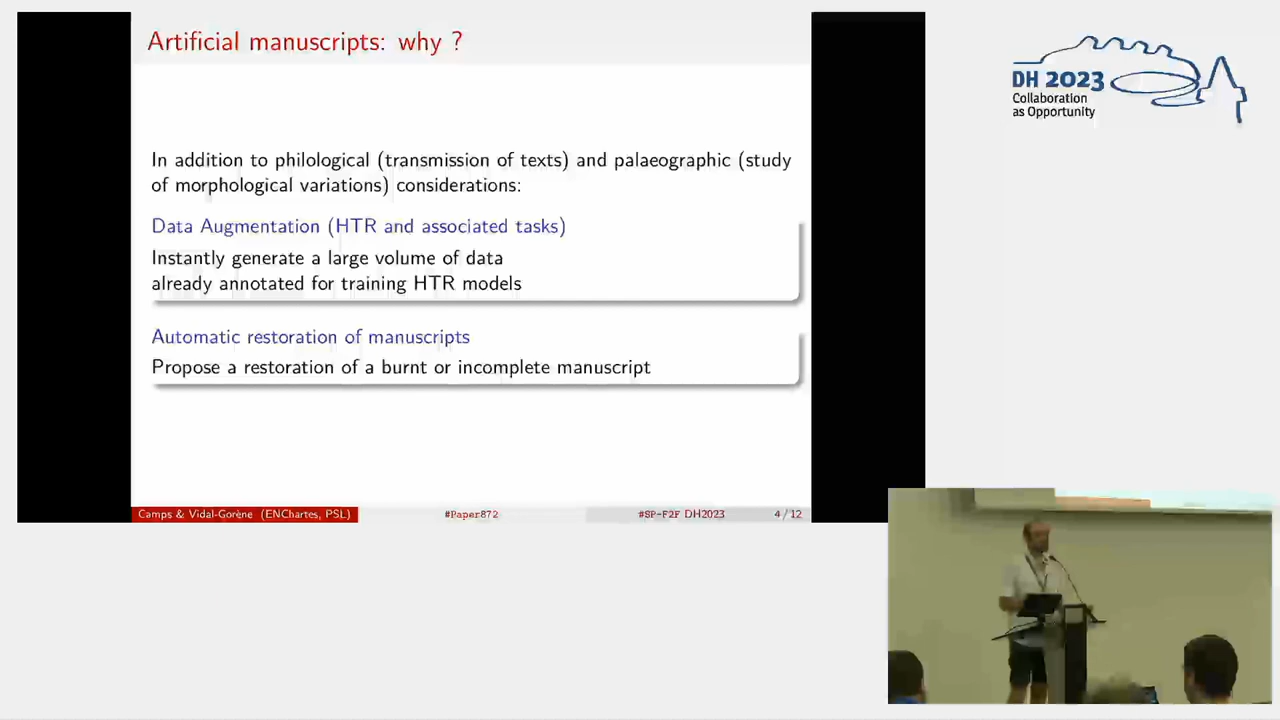 Artificial manuscripts: why ?
In addition to philological (transmission of texts) and palaeographic (study
of morphological variations) considerations:
Data Augmentation (HTR and associated tasks)
Instantly generate a large volume of data
already annotated for training HTR models
Automatic restoration of manuscripts
Propose a restoration of a burnt or incomplete manuscript
Camps & Vidal-Gorène (ENChartes, PSL)
#Paper872
#SP-F2F DH2023
4 / 12
DH 2023
Collaboration
as Opportunity